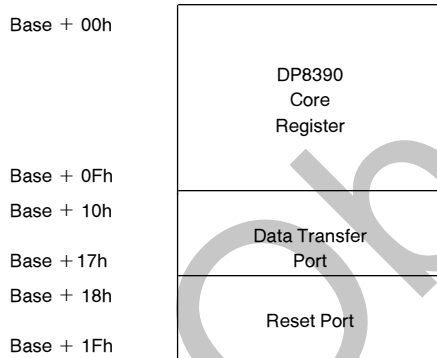 Base + 00h
DP8390
Core
Register
Base + 0Fh
Base + 10h
Data Transfer
Port
Base +17h
Base + 18h
Reset Port
Base + 1Fh